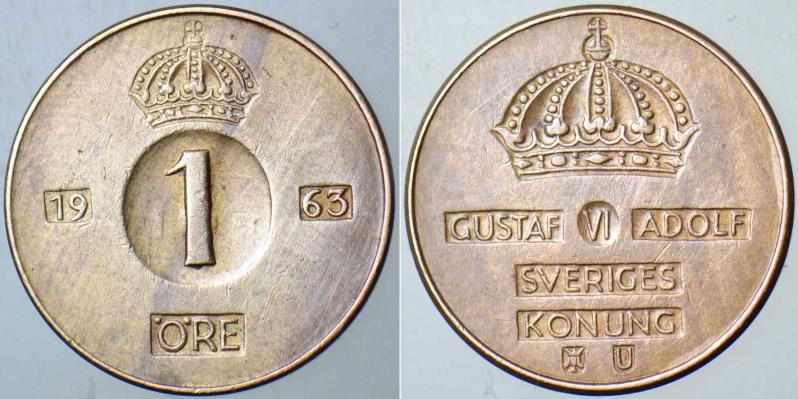 1
19 63
ÖRE
GUSTAF VI ADOLF
SVERIGES
KONUNG
U